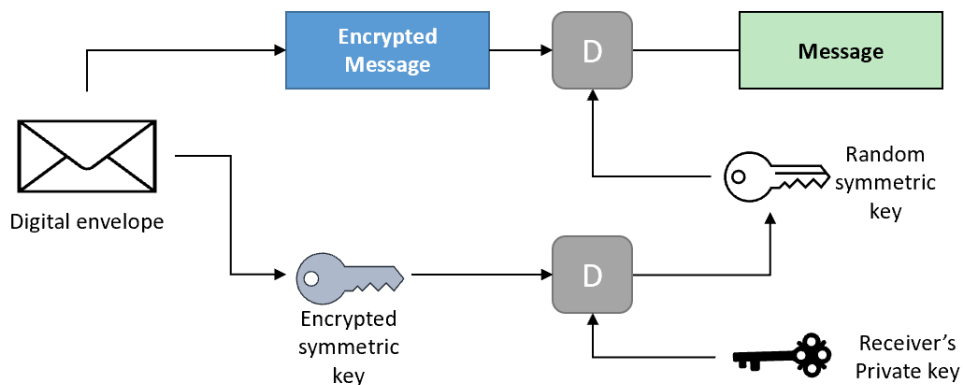 Encrypted
Message
D
Message
Digital envelope
Random
symmetric
key
Encrypted
symmetric
key
D
Receiver's
Private key